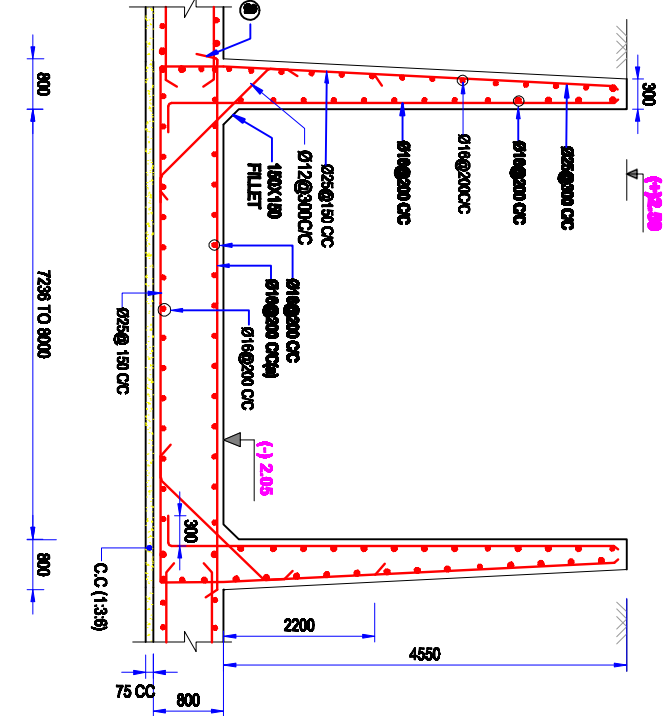 800
300
(+)2.50
Ø25@300 C/C
Ø16@200 C/C
Ø16@200C/C
Ø16@200 C/C
Ø25@150 C/C
Ø12@300C/C
150X150
FILLET
Ø16@200 C/C
Ø16@200
Ø16@200 C/C
Ø25@ 150 C/C
7236 TO 8000
(-) 2.05
300
800
C.C (1:3:6)
2200
4550
75 CC
800